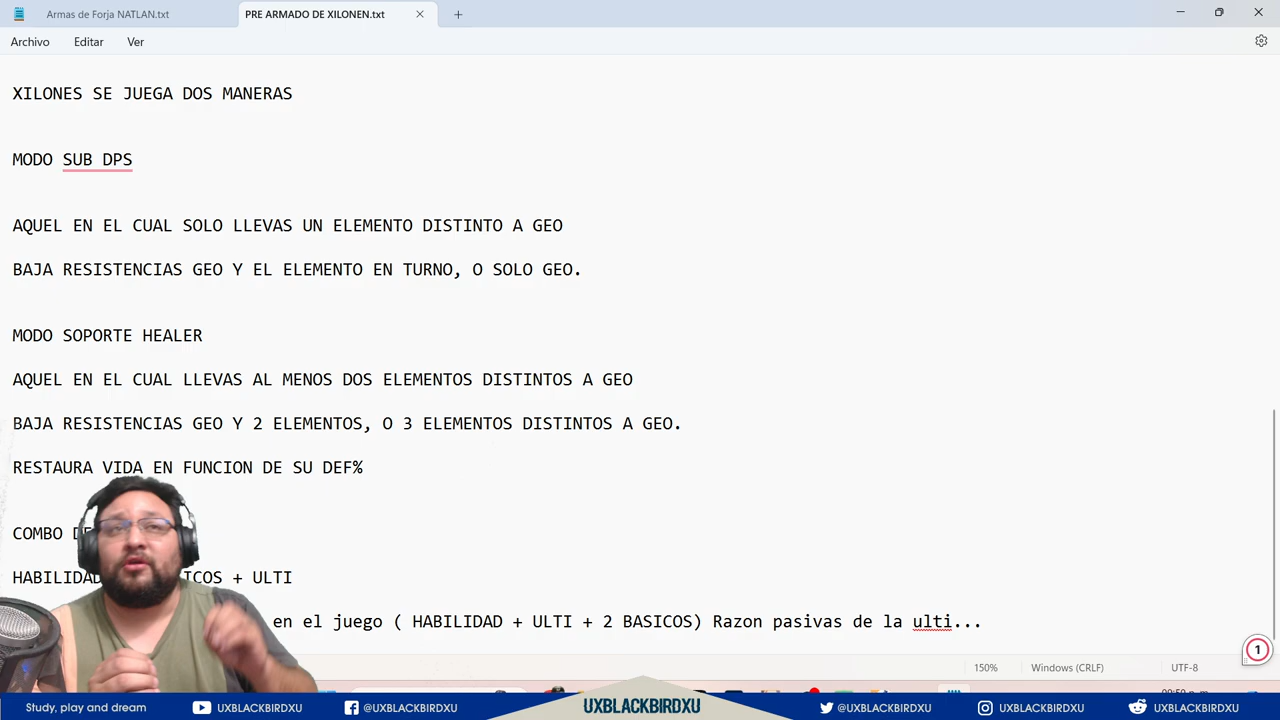 Armas de Forja NATLAN.txt
PRE ARMADO DE XILONEN.txt
Archivo Editar Ver
XILONES SE JUEGA DOS MANERAS
MODO SUB DPS
AQUEL EN EL CUAL SOLO LLEVAS UN ELEMENTO DISTINTO A GEO
BAJA RESISTENCIAS GEO Y EL ELEMENTO EN TURNO, O SOLO GEO.
MODO SOPORTE HEALER
AQUEL EN EL CUAL LLEVAS AL MENOS DOS ELEMENTOS DISTINTOS A GEO
BAJA RESISTENCIAS GEO Y 2 ELEMENTOS, O 3 ELEMENTOS DISTINTOS A GEO.
RESTAURA VIDA EN FUNCION DE SU DEF%
COMBO
HABILIDAD + ULTI
en el juego ( HABILIDAD + ULTI + 2 BASICOS) Razon pasivas de la ulti...
1
150% Windows (CRLF) UTF-8
Study, play and dream
UXBLACKBIRDXU
@UXBLACKBIRDXU
UXBLACKBIRDXU
@UXBLACKBIRDXU
UXBLACKBIRDXU
UXBLACKBIRDXU